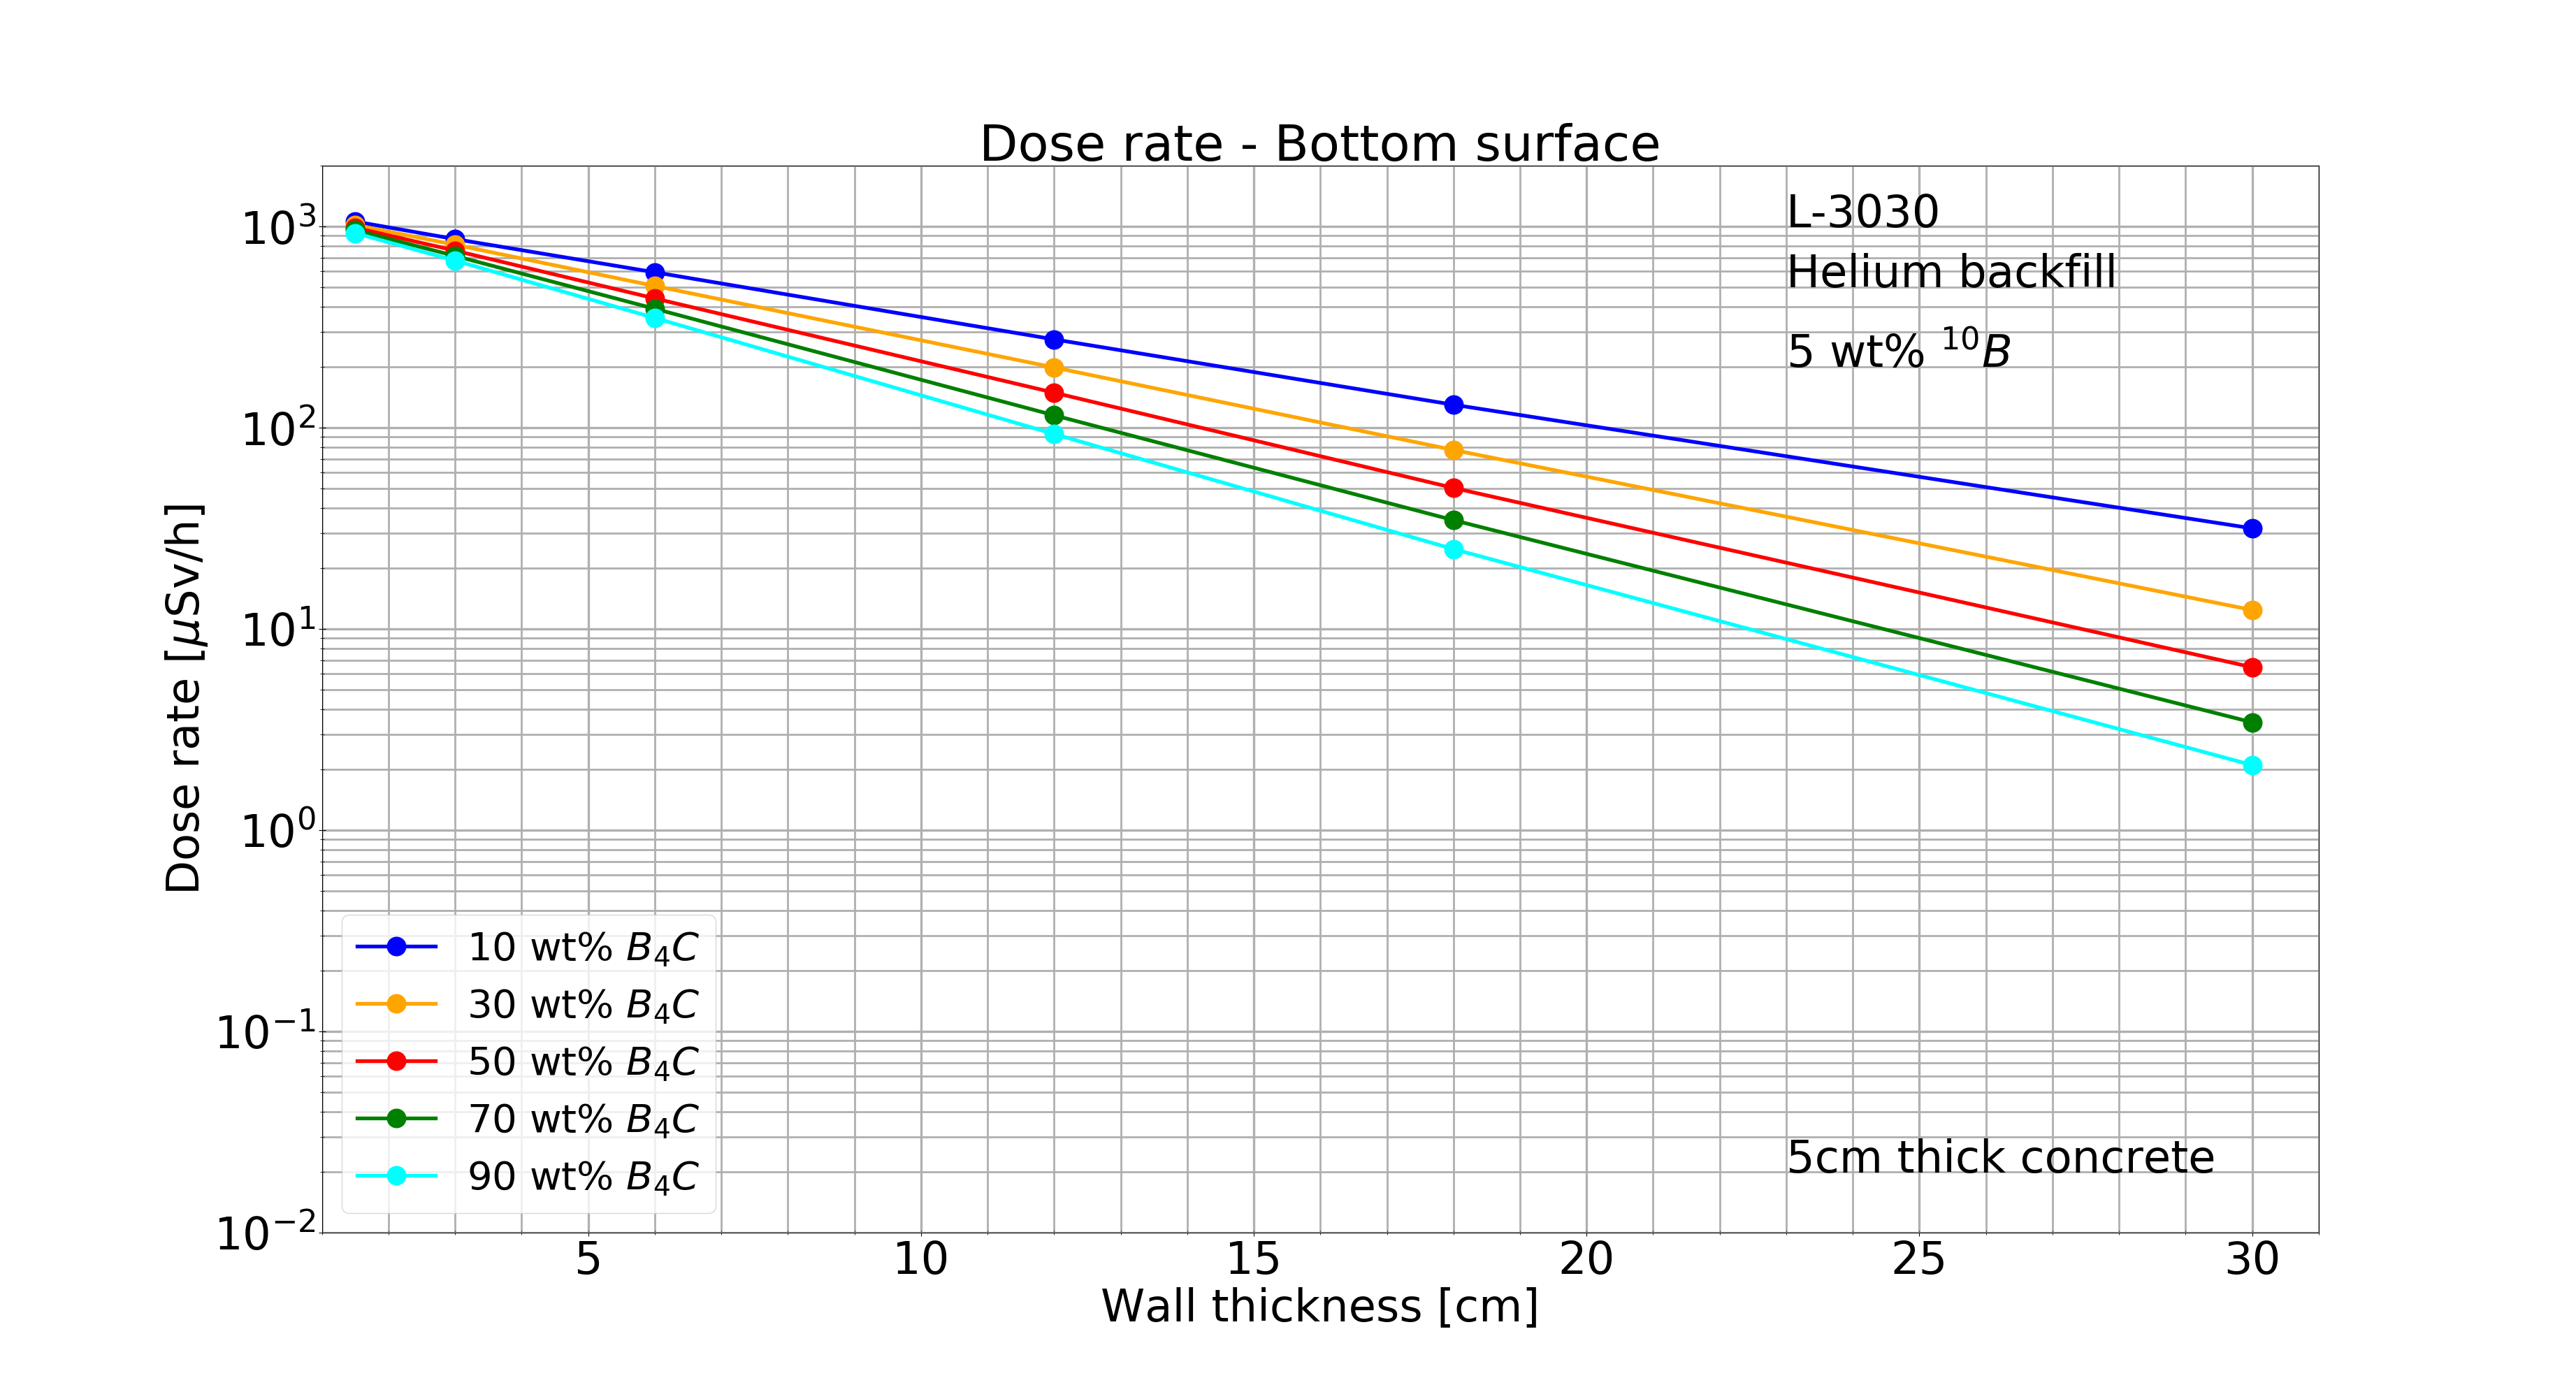 Dose rate - Bottom surface
L-3030
Helium backfill
5 wt% ¹⁰B
10³
10²
10¹
10⁰
10⁻¹
10⁻²
Dose rate [μSv/h]
10 wt% B₄C
30 wt% B₄C
50 wt% B₄C
70 wt% B₄C
90 wt% B₄C
5cm thick concrete
5 10 15 20 25 30
Wall thickness [cm]